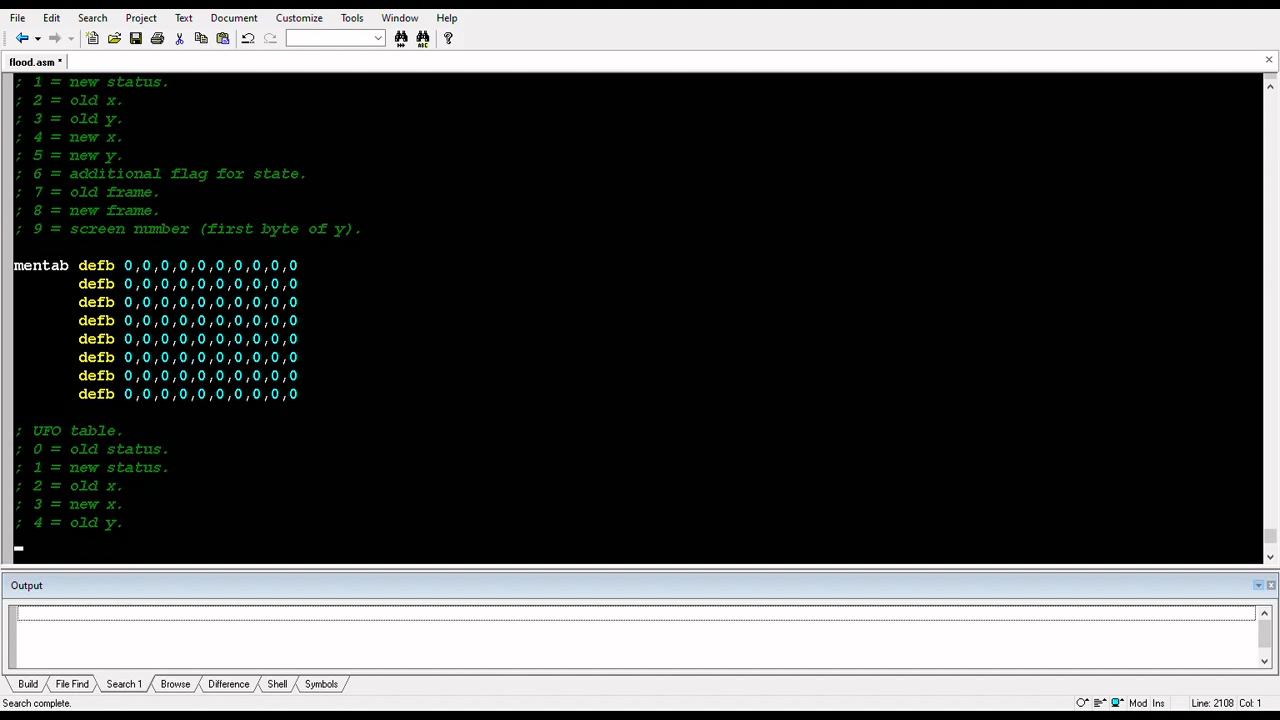 File Edit Search Project Text Document Customize Tools Window Help
flood.asm *
; 1 = new status.
; 2 = old x.
; 3 = old y.
; 4 = new x.
; 5 = new y.
; 6 = additional flag for state.
; 7 = old frame.
; 8 = new frame.
; 9 = screen number (first byte of y).
mentab defb 0,0,0,0,0,0,0,0,0,0
defb 0,0,0,0,0,0,0,0,0,0
defb 0,0,0,0,0,0,0,0,0,0
defb 0,0,0,0,0,0,0,0,0,0
defb 0,0,0,0,0,0,0,0,0,0
defb 0,0,0,0,0,0,0,0,0,0
defb 0,0,0,0,0,0,0,0,0,0
defb 0,0,0,0,0,0,0,0,0,0
; UFO table.
; 0 = old status.
; 1 = new status.
; 2 = old x.
; 3 = new x.
; 4 = old y.
Output
Build File Find Search 1 Browse Difference Shell Symbols
Search complete. Mod Ins Line: 2108 Col: 1